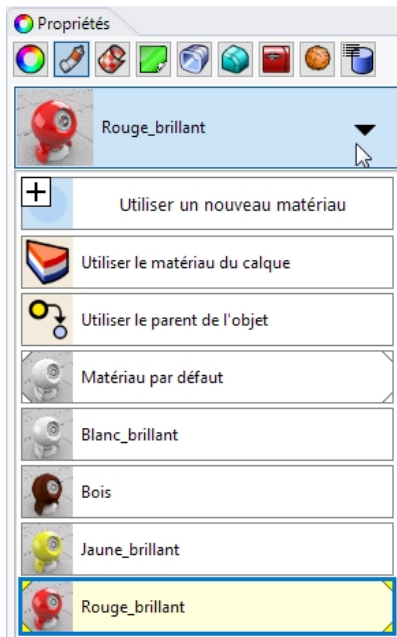 Propriétés
Rouge_brillant
Utiliser un nouveau matériau
Utiliser le matériau du calque
Utiliser le parent de l'objet
Matériau par défaut
Blanc_brillant
Bois
Jaune_brillant
Rouge_brillant